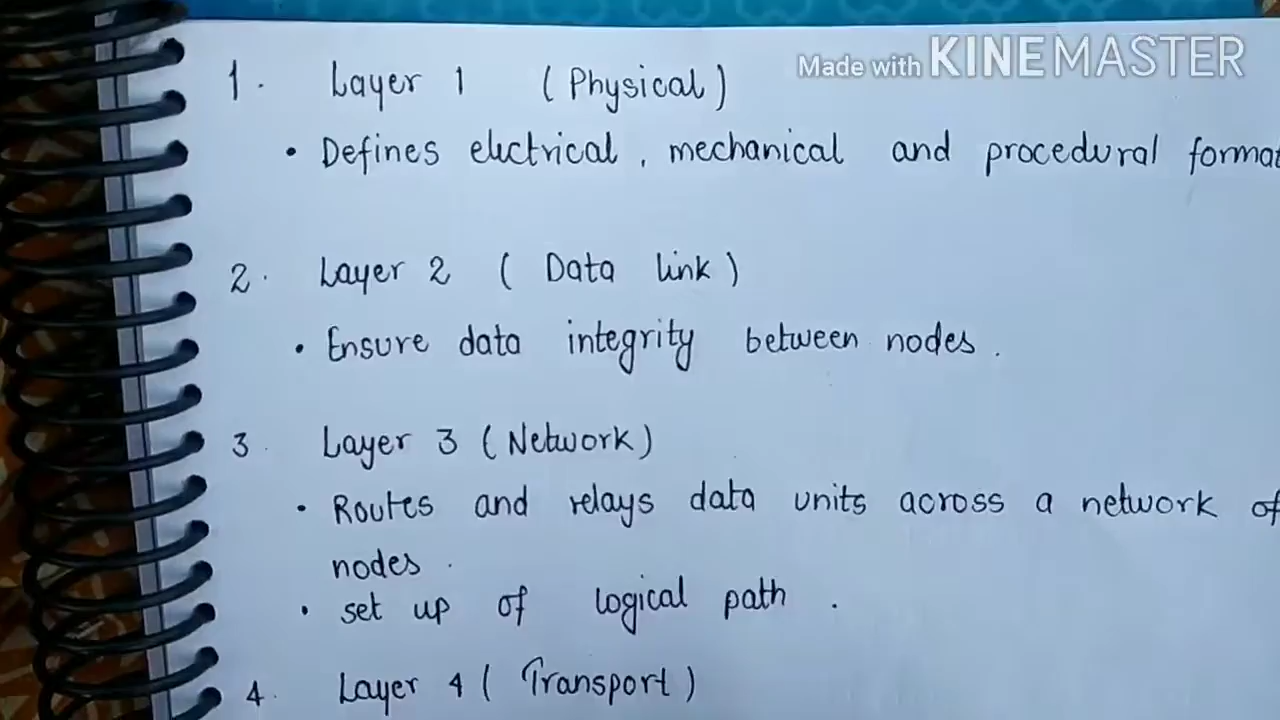 Made with KINEMASTER
1. Layer 1 (Physical)
• Defines electrical, mechanical and procedural format
2. Layer 2 ( Data link )
• Ensure data integrity between nodes.
3 Layer 3 (Network)
• Routes and relays data units across a network of
nodes.
• set up of logical path.
4. Layer 4 ( Transport )